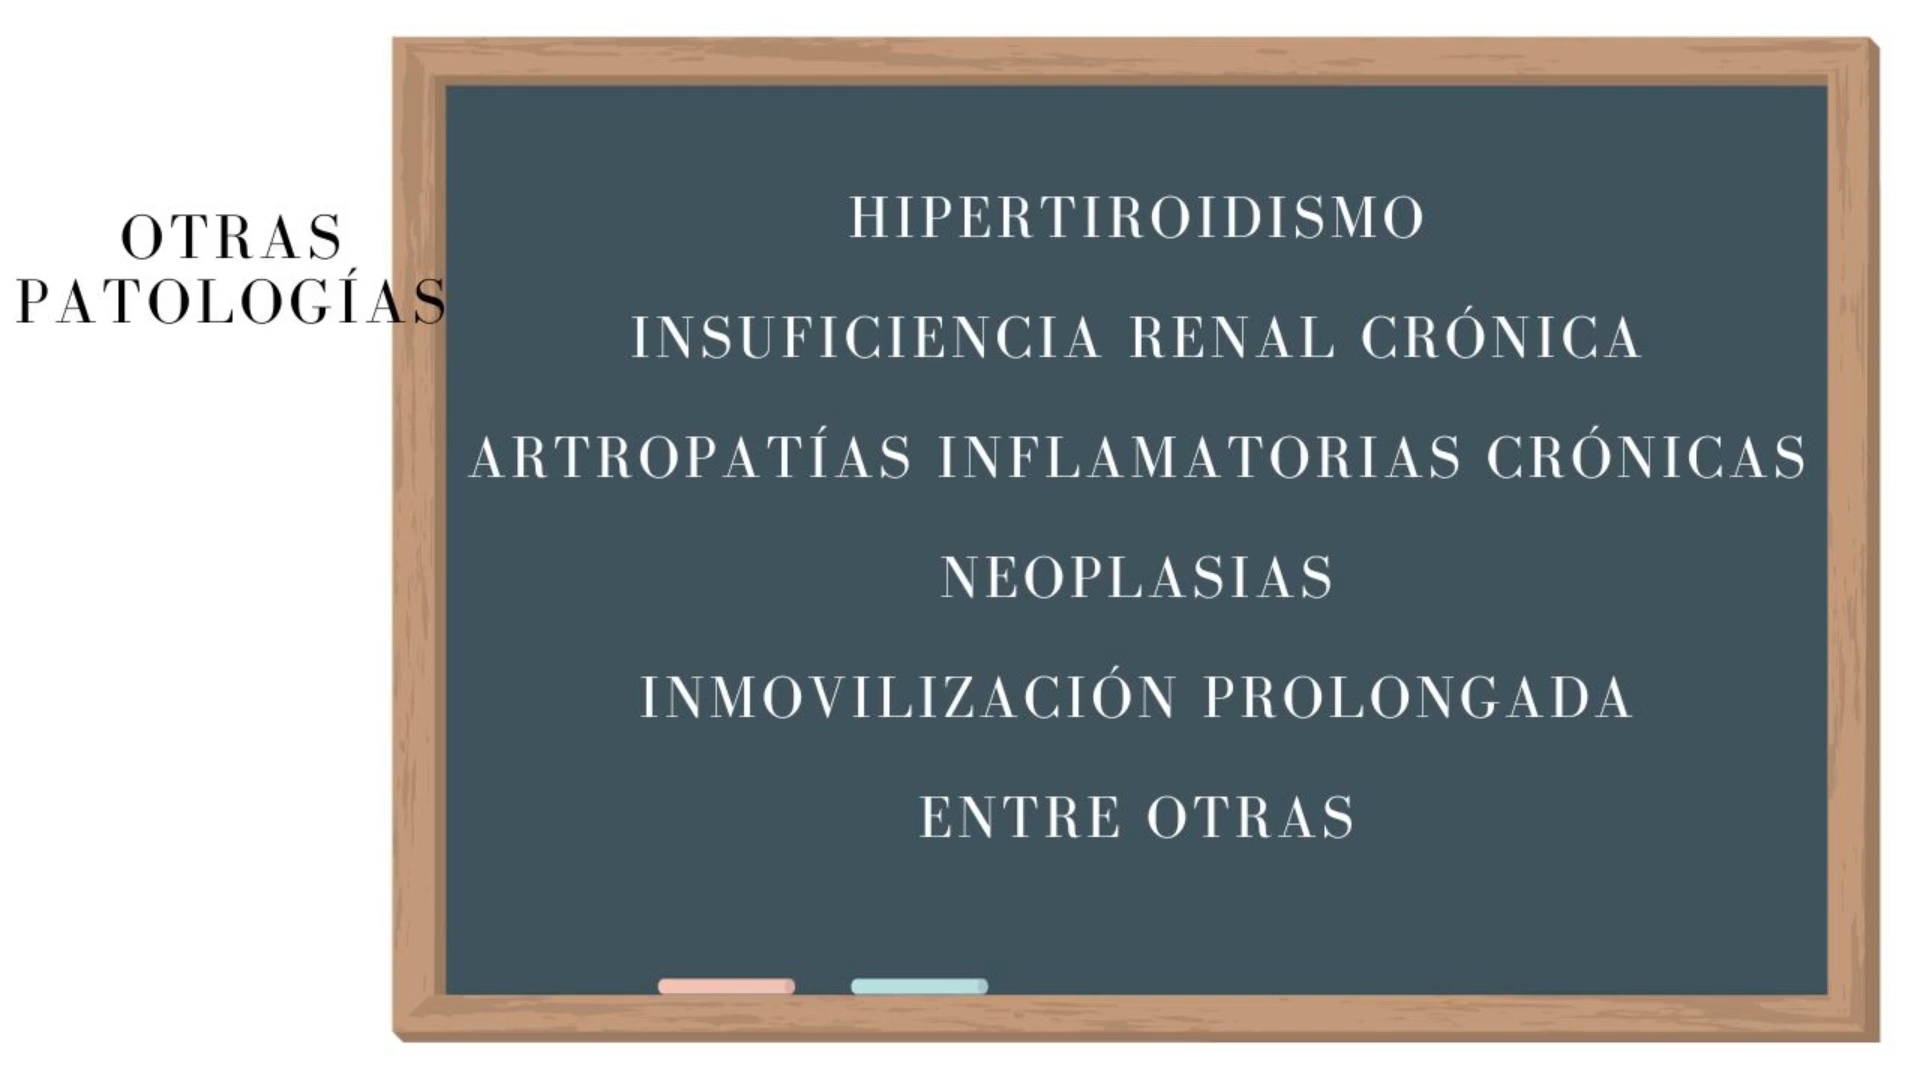 OTRAS
PATOLOGÍAS
HIPERTIROIDISMO
INSUFICIENCIA RENAL CRÓNICA
ARTROPATÍAS INFLAMATORIAS CRÓNICAS
NEOPLASIAS
INMOVILIZACIÓN PROLONGADA
ENTRE OTRAS